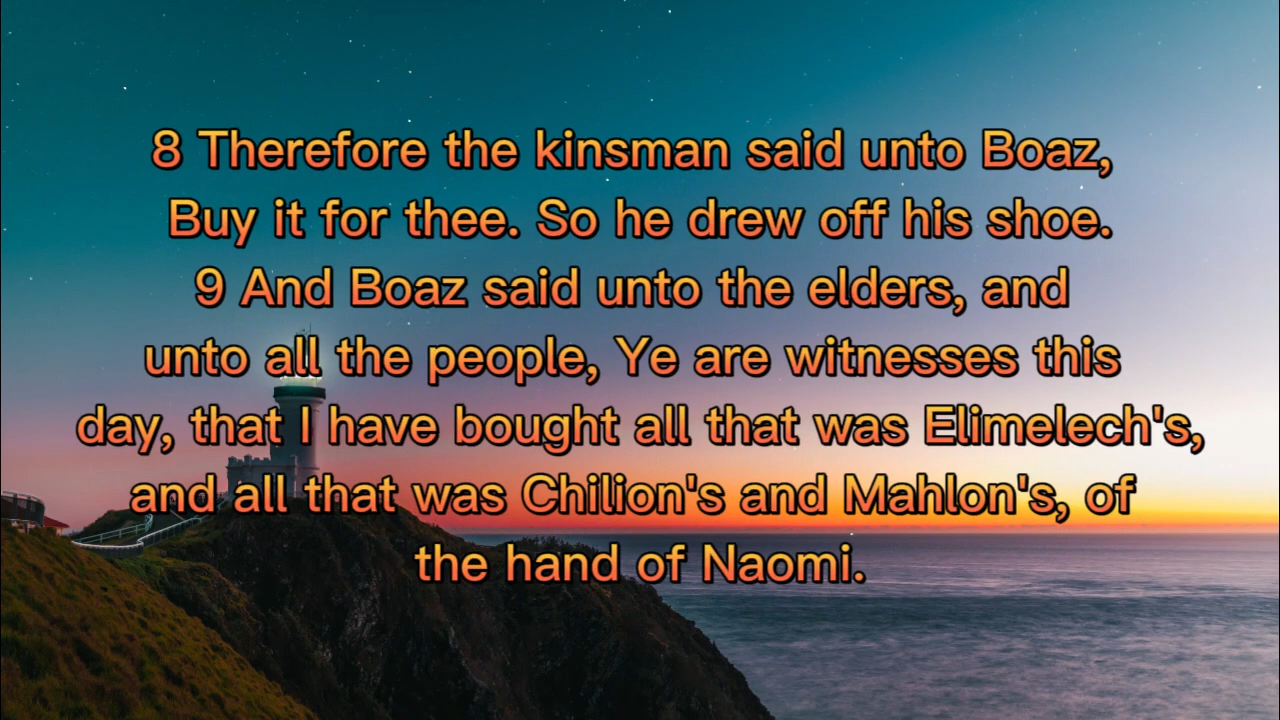 8 Therefore the kinsman said unto Boaz,
Buy it for thee. So he drew off his shoe.
9 And Boaz said unto the elders, and
unto all the people, Ye are witnesses this
day, that I have bought all that was Elimelech's,
and all that was Chilion's and Mahlon's, of
the hand of Naomi.